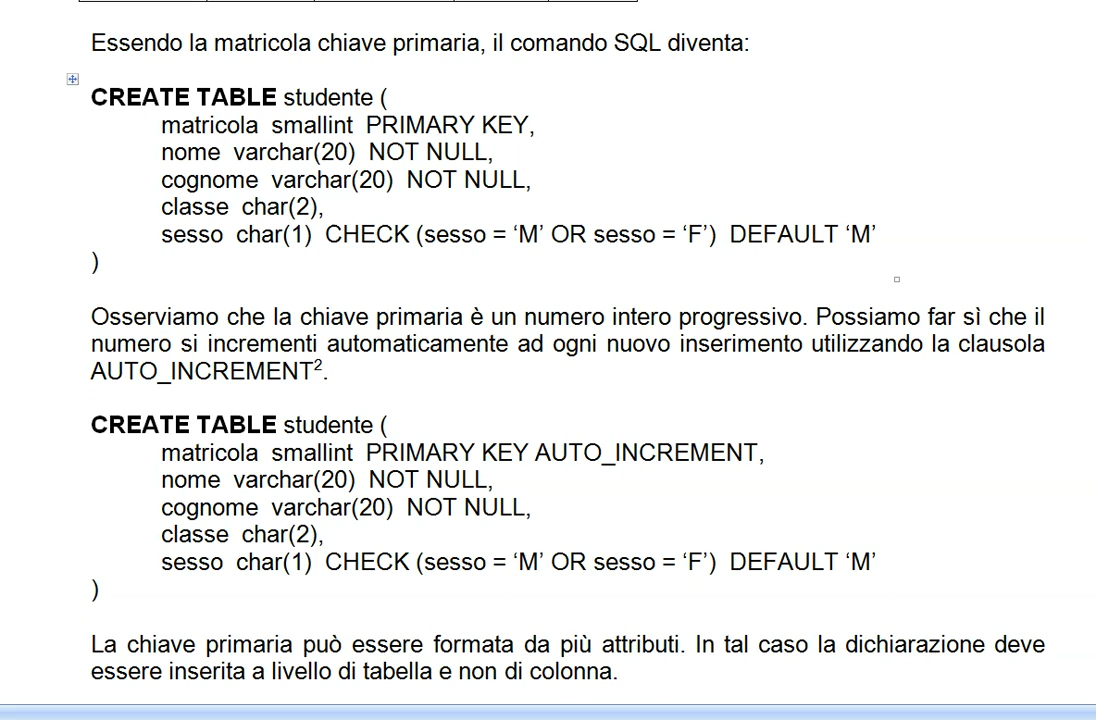 Essendo la matricola chiave primaria, il comando SQL diventa:
CREATE TABLE studente (
matricola smallint PRIMARY KEY,
nome varchar(20) NOT NULL,
cognome varchar(20) NOT NULL,
classe char(2),
sesso char(1) CHECK (sesso = ‘M’ OR sesso = ‘F’) DEFAULT ‘M’
)
Osserviamo che la chiave primaria è un numero intero progressivo. Possiamo far sì che il
numero si incrementi automaticamente ad ogni nuovo inserimento utilizzando la clausola
AUTO_INCREMENT².
CREATE TABLE studente (
matricola smallint PRIMARY KEY AUTO_INCREMENT,
nome varchar(20) NOT NULL,
cognome varchar(20) NOT NULL,
classe char(2),
sesso char(1) CHECK (sesso = ‘M’ OR sesso = ‘F’) DEFAULT ‘M’
)
La chiave primaria può essere formata da più attributi. In tal caso la dichiarazione deve
essere inserita a livello di tabella e non di colonna.